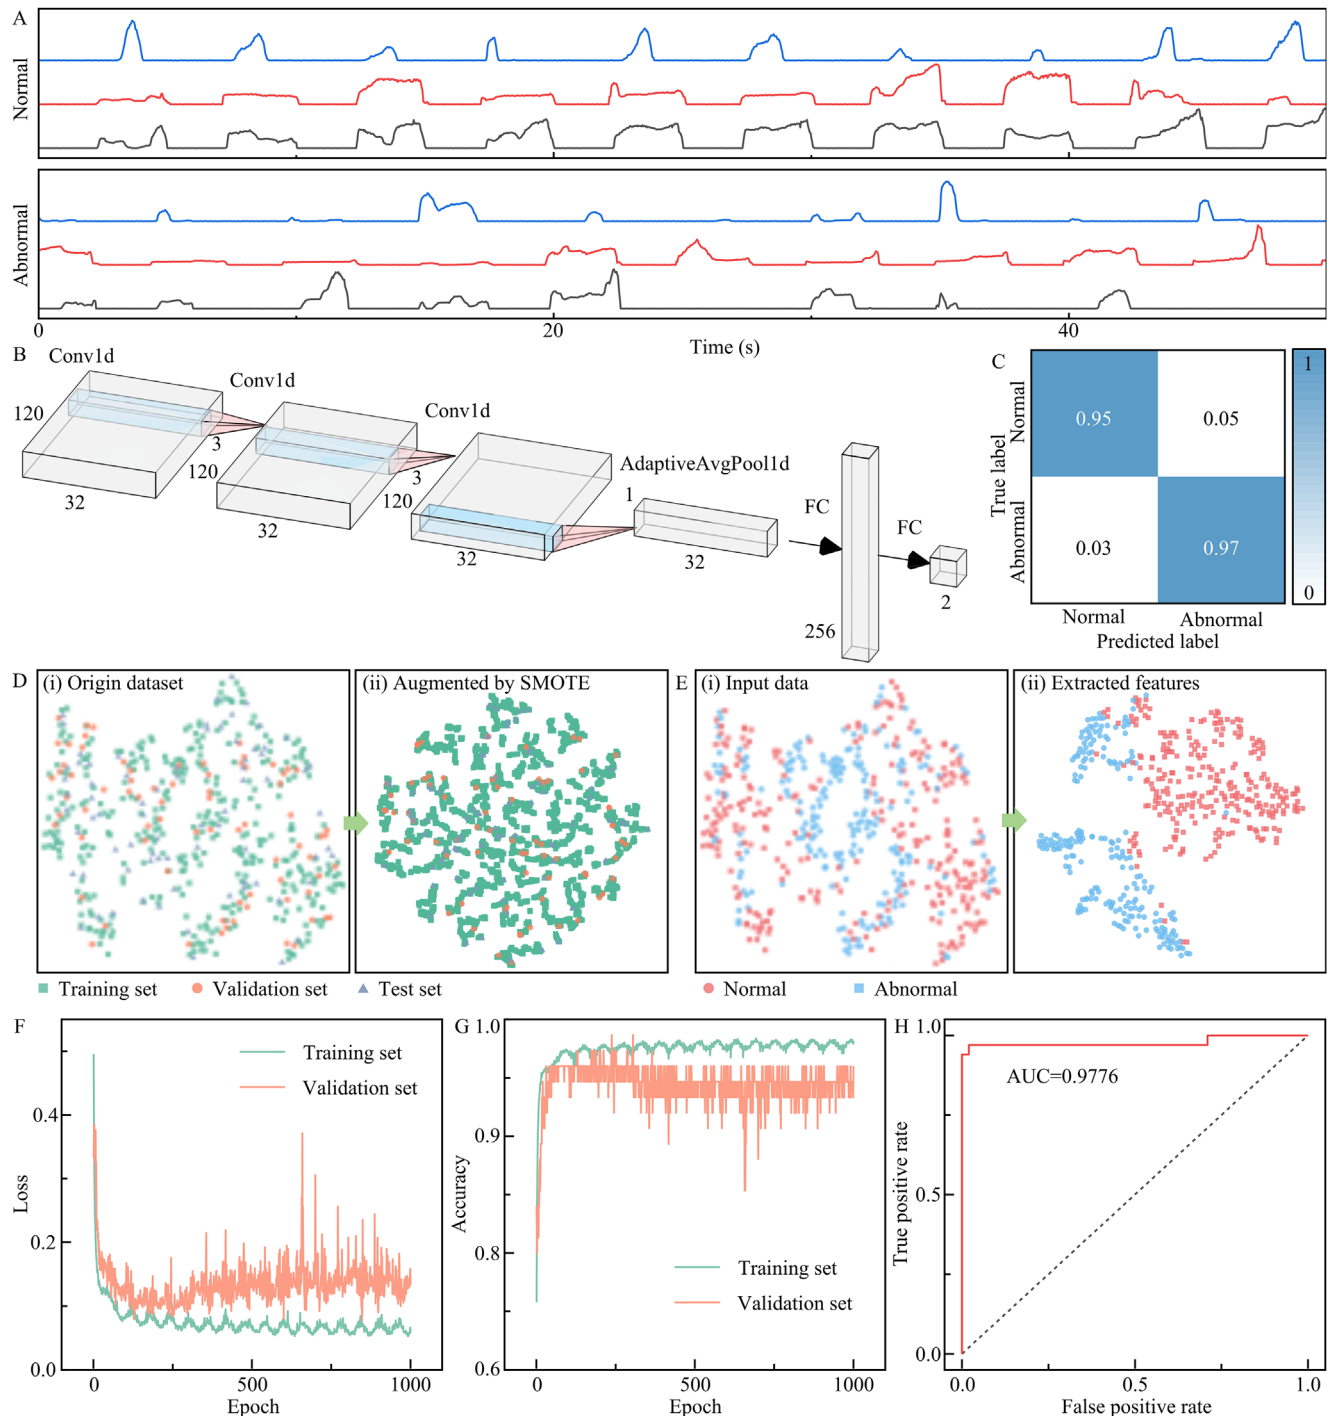 A
Normal
Abnormal
0
20
40
Time (s)
B
Conv1d
120
3
32
Conv1d
120
3
32
Conv1d
120
32
AdaptiveAvgPool1d
1
32
FC
256
FC
2
C
True label
Normal
Abnormal
0.95
0.05
0.03
0.97
Normal
Abnormal
Predicted label
1
0
D
(i) Origin dataset
(ii) Augmented by SMOTE
Training set
Validation set
Test set
E
(i) Input data
(ii) Extracted features
Normal
Abnormal
F
Loss
0.4
0.2
0.0
Training set
Validation set
0
500
1000
Epoch
G
Accuracy
1.0
0.9
0.8
0.6
Training set
Validation set
0
500
1000
Epoch
H
True positive rate
1.0
0.5
0.0
AUC=0.9776
0.0
0.5
1.0
False positive rate